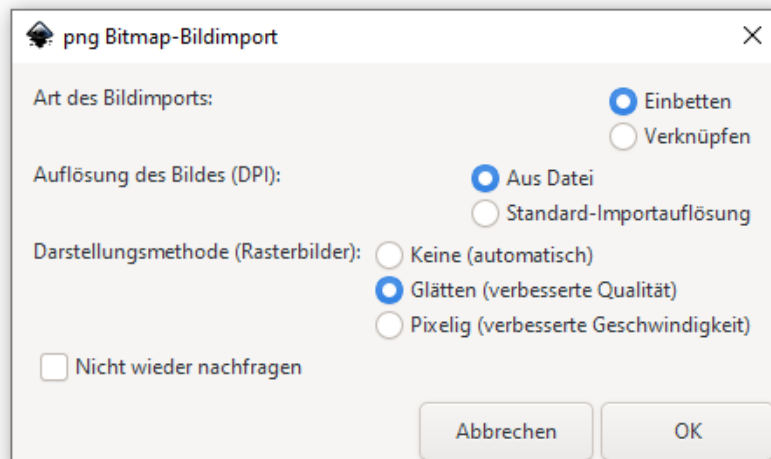 png Bitmap-Bildimport
Art des Bildimports:
Einbetten
Verknüpfen
Auflösung des Bildes (DPI):
Aus Datei
Standard-Importauflösung
Darstellungsmethode (Rasterbilder):
Keine (automatisch)
Glätten (verbesserte Qualität)
Pixelig (verbesserte Geschwindigkeit)
Nicht wieder nachfragen
Abbrechen
OK